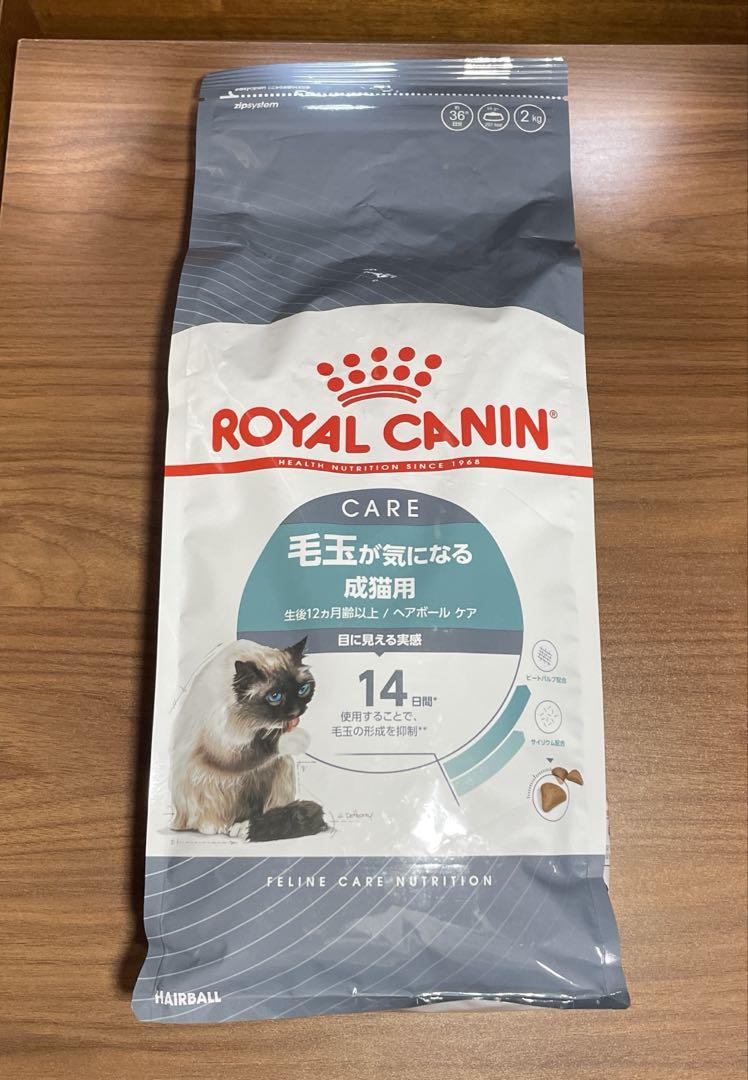 zipsystem
約
36
日分
2 kg
ROYAL CANIN®
HEALTH NUTRITION SINCE 1968
CARE
毛玉が気になる
成猫用
生後12ヵ月齢以上 / ヘアボール ケア
目に見える実感
14日間*
使用することで、
毛玉の形成を抑制**
ビートパルプ配合
サイリウム配合
FELINE CARE NUTRITION
HAIRBALL